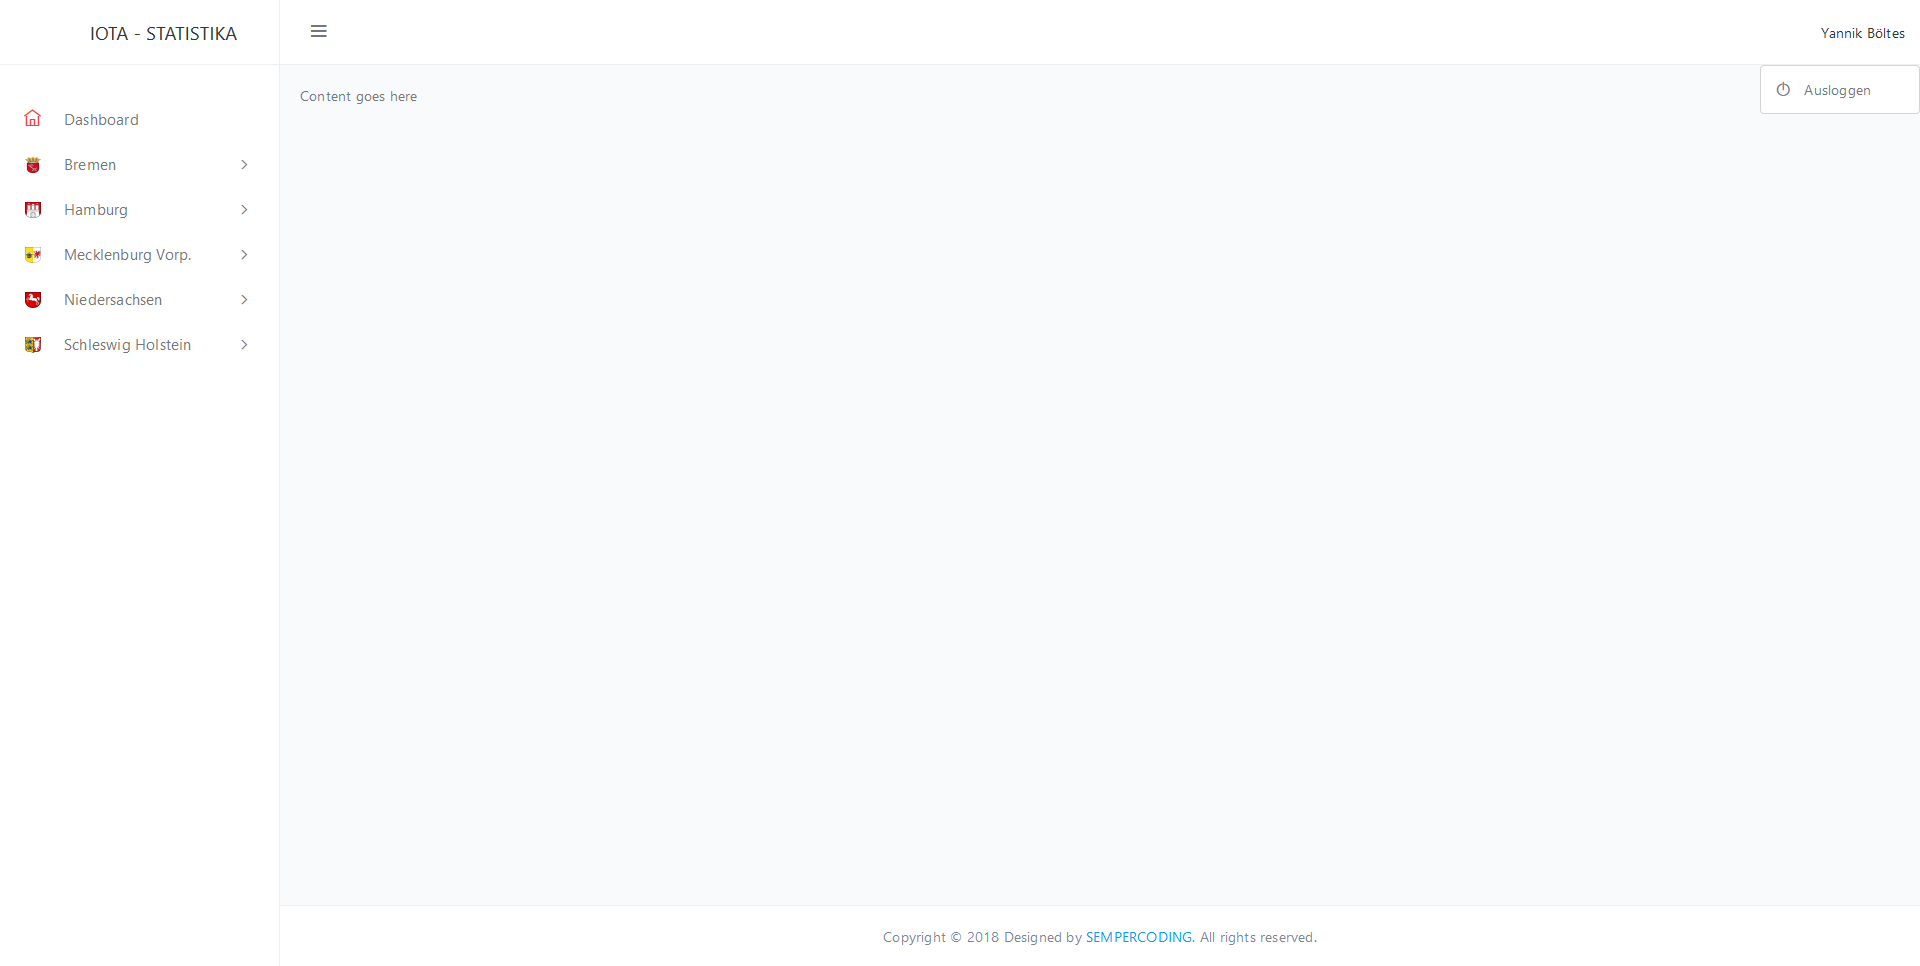 IOTA - STATISTIKA
Yannik Böltes
Ausloggen
Dashboard
Bremen
Hamburg
Mecklenburg Vorp.
Niedersachsen
Schleswig Holstein
Content goes here
Copyright © 2018 Designed by SEMPERCODING. All rights reserved.